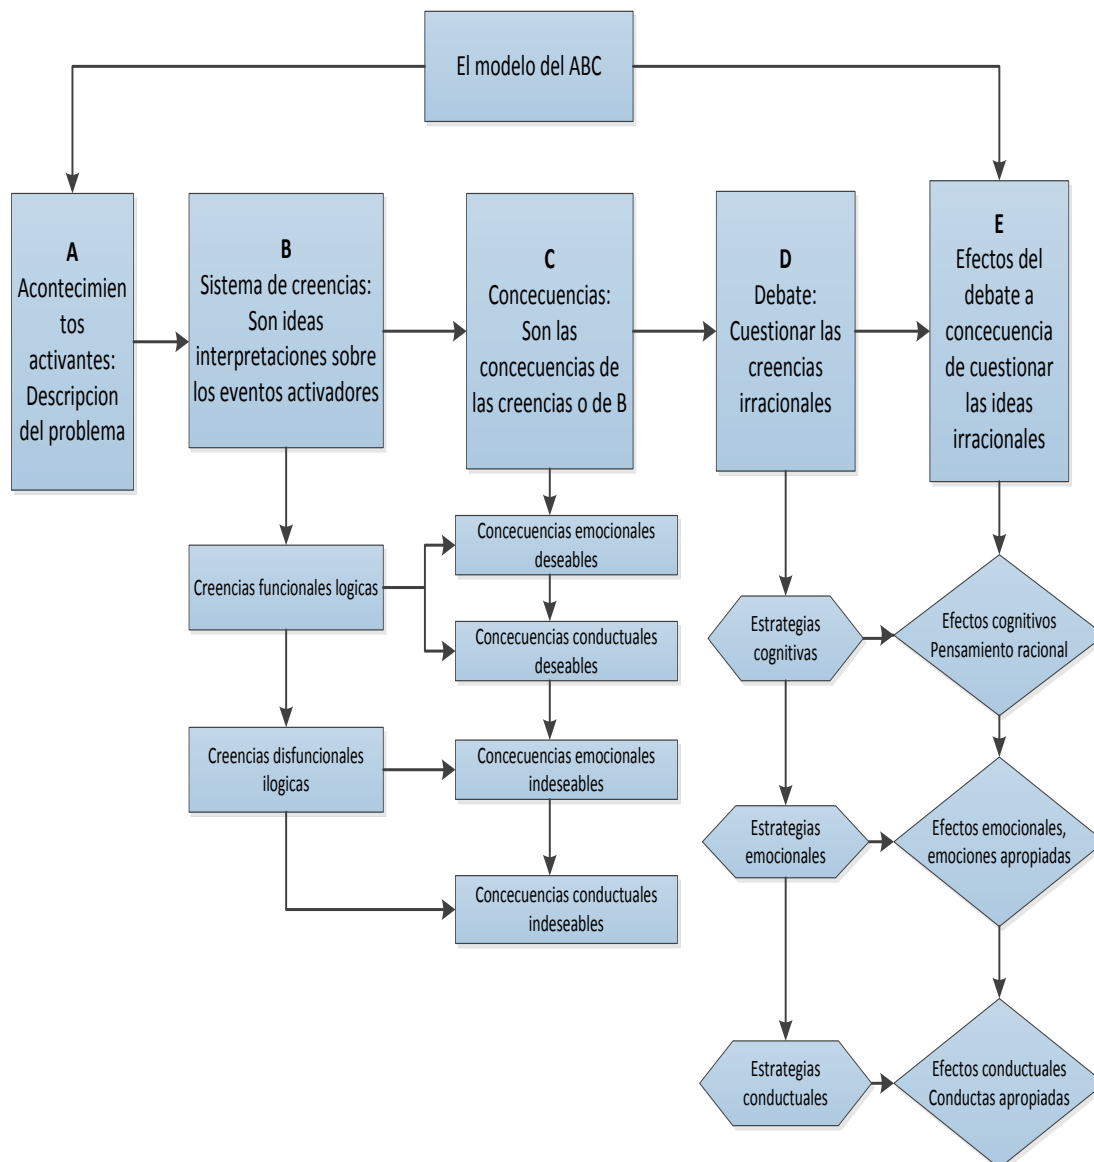 El modelo del ABC
A
Acontecimien
tos
activantes:
Descripcion
del problema
B
Sistema de creencias:
Son ideas
interpretaciones sobre
los eventos activadores
C
Concecuencias:
Son las
concecuencias de
las creencias o de B
D
Debate:
Cuestionar las
creencias
irracionales
E
Efectos del
debate a
concecuencia
de cuestionar
las ideas
irracionales
Creencias funcionales logicas
Creencias disfuncionales
ilogicas
Concecuencias emocionales
deseables
Concecuencias conductuales
deseables
Concecuencias emocionales
indeseables
Concecuencias conductuales
indeseables
Estrategias
cognitivas
Estrategias
emocionales
Estrategias
conductuales
Efectos cognitivos
Pensamiento racional
Efectos emocionales,
emociones apropiadas
Efectos conductuales
Conductas apropiadas